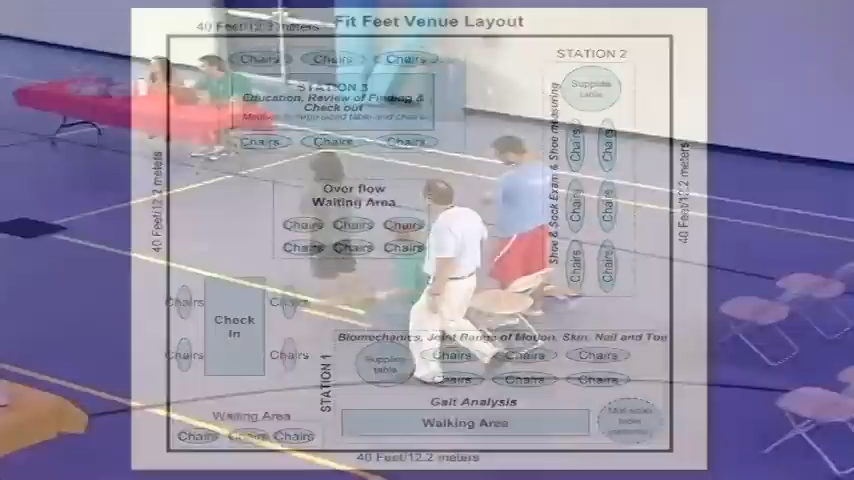 Fit Feet Venue Layout
40 Feet/12.2 meters
STATION 2
Chairs Chairs Chairs
STATION 3
Education, Review of Finding &
Check out
Supplies
table
Chairs Chairs Chairs
Shoe & Sock Exam & Shoe measuring
Chairs Chairs
Chairs Chairs
Chairs Chairs
40 Feet/12.2 meters
40 Feet/12.2 meters
Over flow
Waiting Area
Chairs Chairs Chairs
Chairs Chairs Chairs
Chairs Chairs
Check
In
Chairs Chairs
STATION 1
Biomechanics, Joint Range of Motion, Skin, Nail and Toe
Supplies
table
Chairs Chairs Chairs
Chairs Chairs Chairs
Gait Analysis
Walking Area
Waiting Area
Chairs Chairs Chairs
40 Feet/12.2 meters